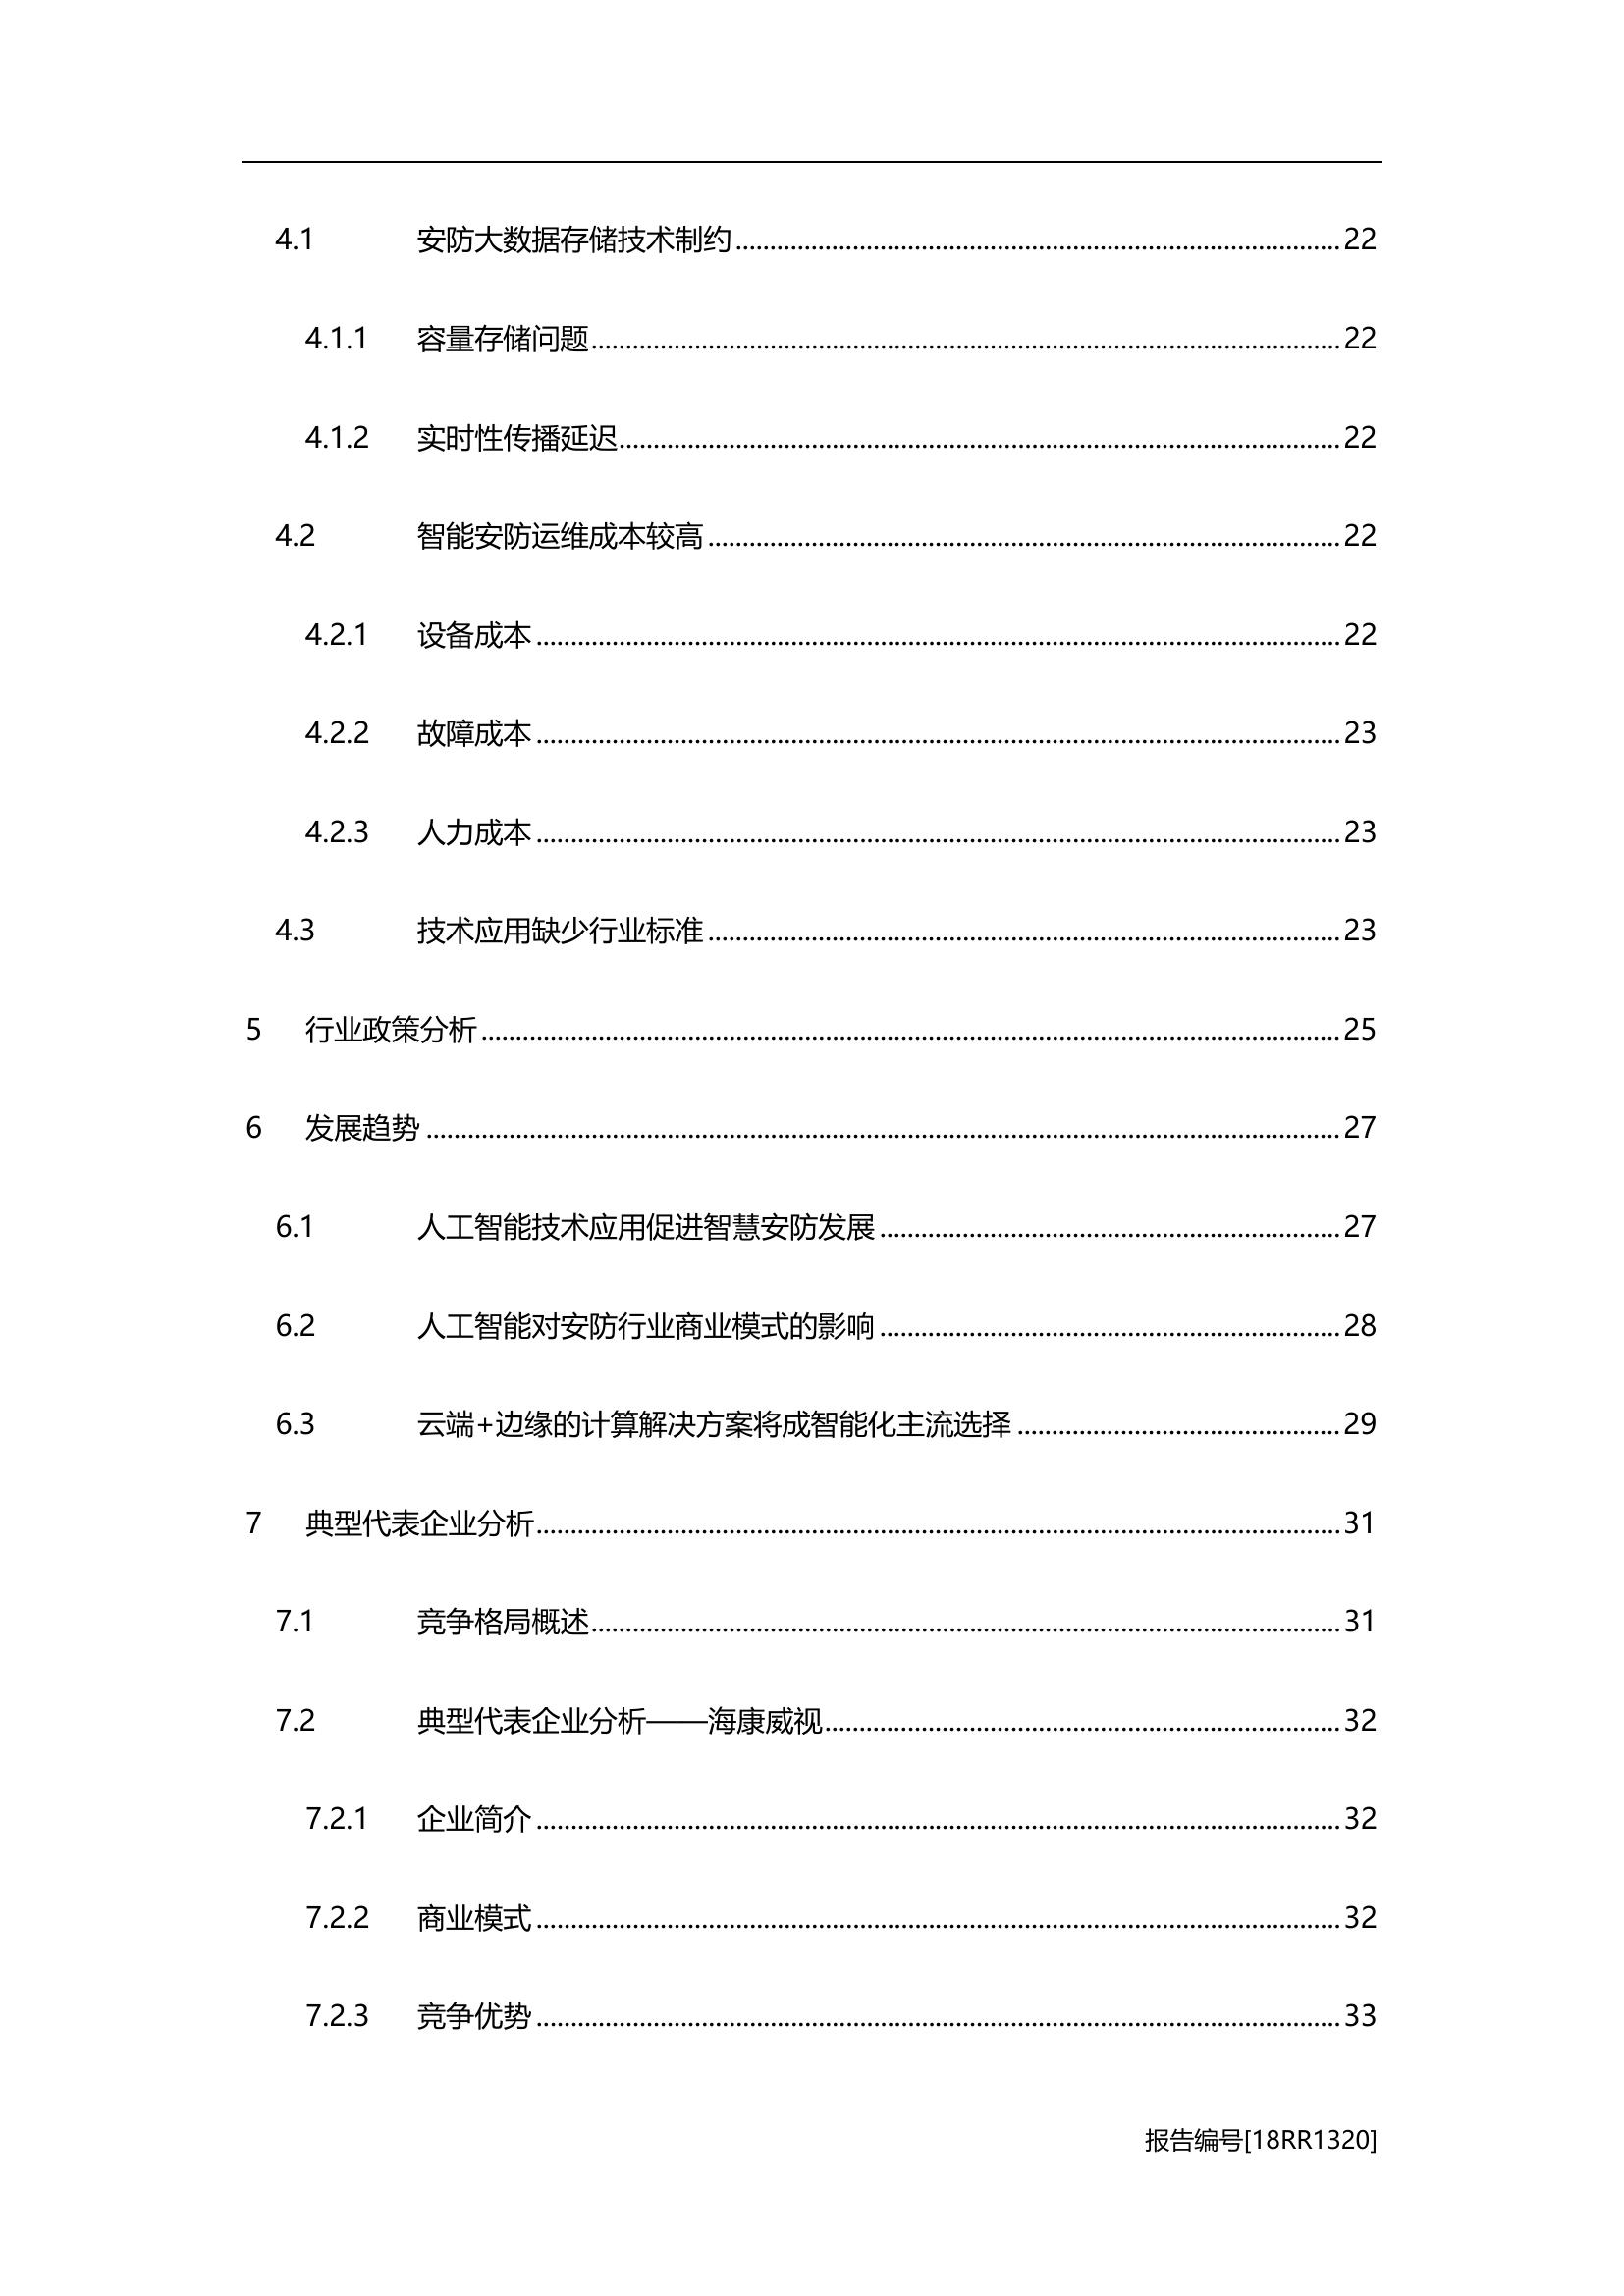 4.1 安防大数据存储技术制约 22
4.1.1 容量存储问题 22
4.1.2 实时性传播延迟 22
4.2 智能安防运维成本较高 22
4.2.1 设备成本 22
4.2.2 故障成本 23
4.2.3 人力成本 23
4.3 技术应用缺少行业标准 23
5 行业政策分析 25
6 发展趋势 27
6.1 人工智能技术应用促进智慧安防发展 27
6.2 人工智能对安防行业商业模式的影响 28
6.3 云端+边缘的计算解决方案将成智能化主流选择 29
7 典型代表企业分析 31
7.1 竞争格局概述 31
7.2 典型代表企业分析——海康威视 32
7.2.1 企业简介 32
7.2.2 商业模式 32
7.2.3 竞争优势 33
报告编号[18RR1320]